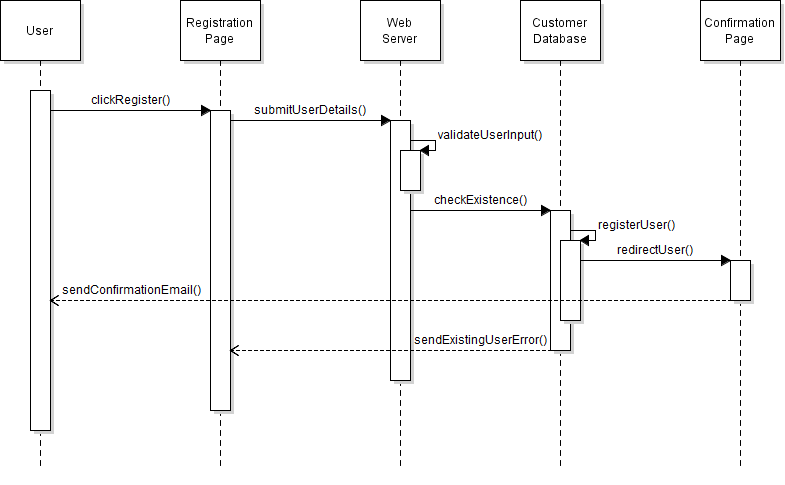 User
Registration
Page
Web
Server
Customer
Database
Confirmation
Page
clickRegister()
submitUserDetails()
validateUserInput()
checkExistence()
registerUser()
redirectUser()
sendConfirmationEmail()
sendExistingUserError()